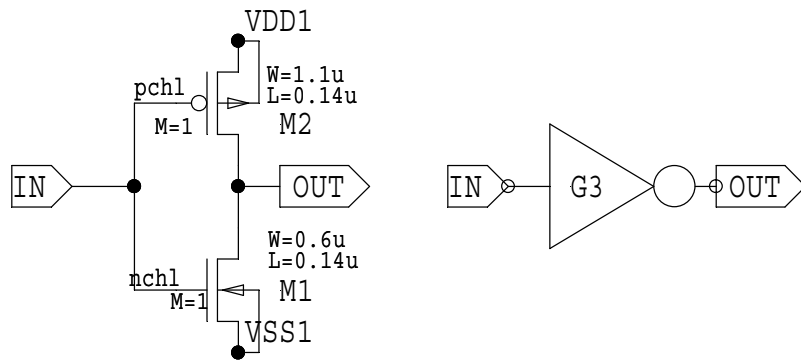 VDD1
W=1.1u
L=0.14u
pchl
M=1
M2
IN
OUT
W=0.6u
L=0.14u
nchl
M=1
M1
VSS1
IN
G3
OUT